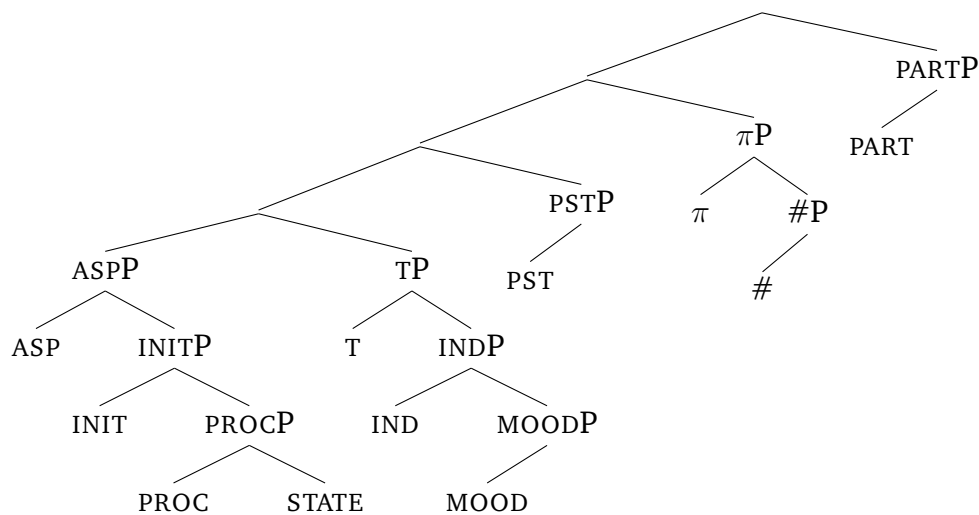 PARTP
πP PART
PSTP π #P
ASPP TP PST #
ASP INITP T INDP
INIT PROCP IND MOODP
PROC STATE MOOD